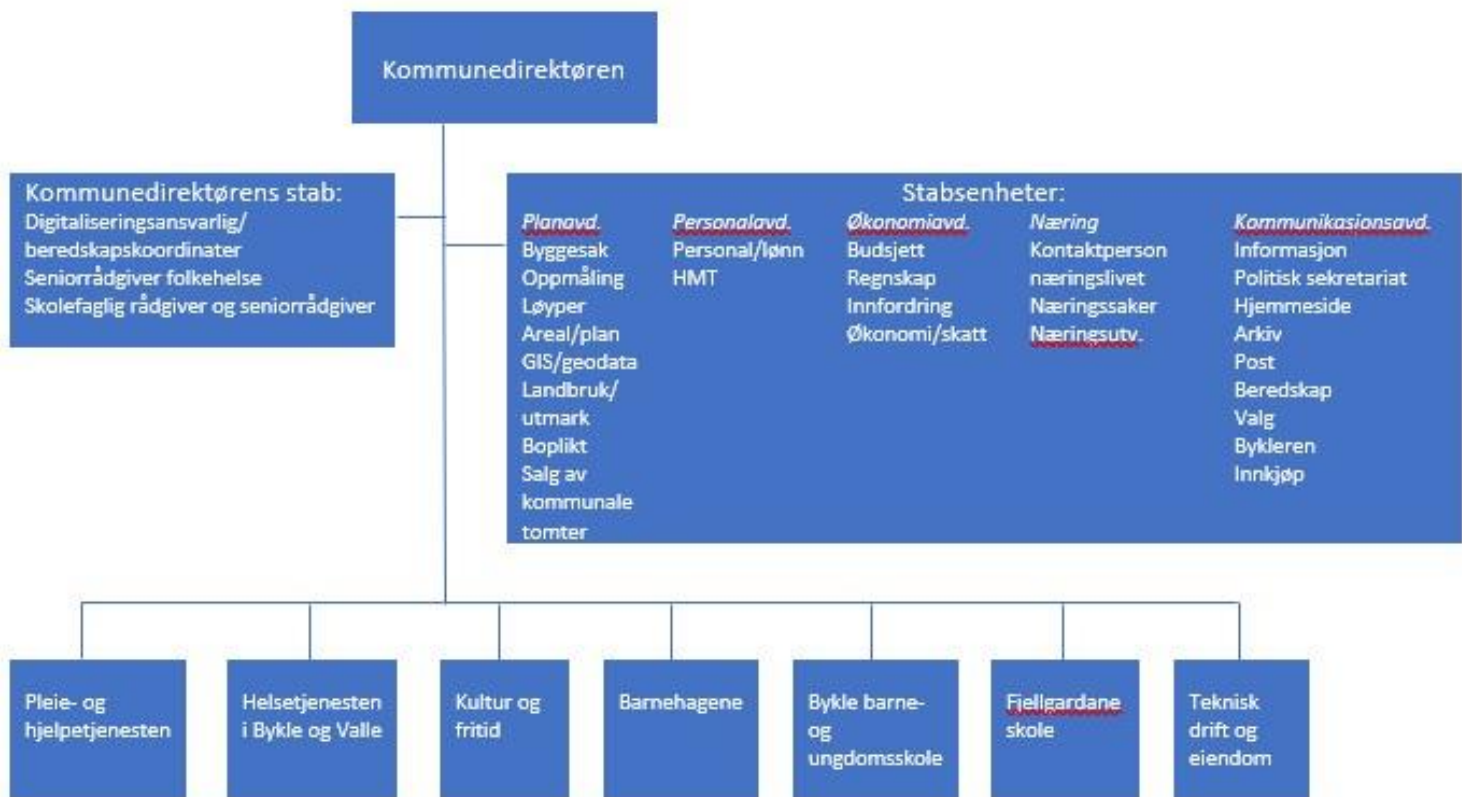 Kommunedirektøren
Kommunedirektørens stab:
Digitaliseringsansvarlig/
beredskapskoordinater
Seniorrådgiver folkehelse
Skolefaglig rådgiver og seniorrådgiver
Stabsenheter:
Planavd.
Byggesak
Oppmåling
Løyper
Areal/plan
GIS/geodata
Landbruk/
utmark
Boplikt
Salg av
kommunale
tomter
Personalavd.
Personal/lønn
HMT
Økonomiavd.
Budsjett
Regnskap
Innfordring
Økonomi/skatt
Næring
Kontaktperson
næringslivet
Næringssaker
Næringsutv.
Kommunikasjonsavd.
Informasjon
Politisk sekretariat
Hjemmeside
Arkiv
Post
Beredskap
Valg
Bykleren
Innkjøp
Pleie- og
hjelpetjenesten
Helsetjenesten
i Bykle og Valle
Kultur og
fritid
Barnehagene
Bykle barne-
og
ungdomsskole
Fjellgardane
skole
Teknisk
drift og
eiendom